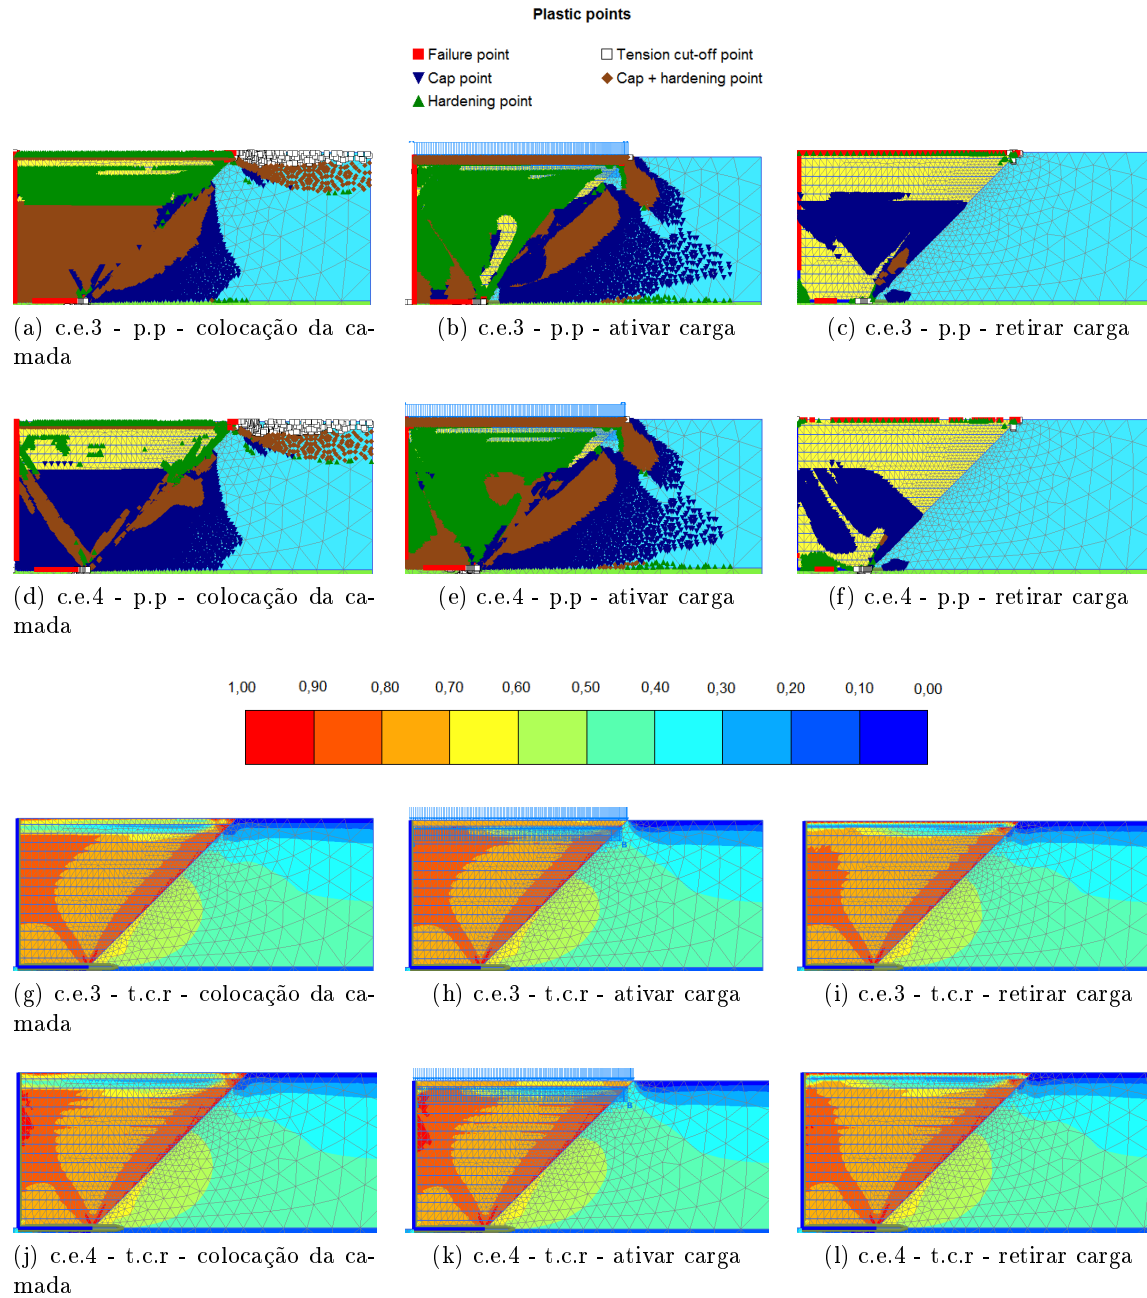 Plastic points
Failure point
Tension cut-off point
Cap point
Cap + hardening point
Hardening point
(a) c.e.3 - p.p - colocação da ca-
mada
(b) c.e.3 - p.p - ativar carga
(c) c.e.3 - p.p - retirar carga
(d) c.e.4 - p.p - colocação da ca-
mada
(e) c.e.4 - p.p - ativar carga
(f) c.e.4 - p.p - retirar carga
1,00 0,90 0,80 0,70 0,60 0,50 0,40 0,30 0,20 0,10 0,00
B
(g) c.e.3 - t.c.r - colocação da ca-
mada
(h) c.e.3 - t.c.r - ativar carga
(i) c.e.3 - t.c.r - retirar carga
B
(j) c.e.4 - t.c.r - colocação da ca-
mada
(k) c.e.4 - t.c.r - ativar carga
(l) c.e.4 - t.c.r - retirar carga